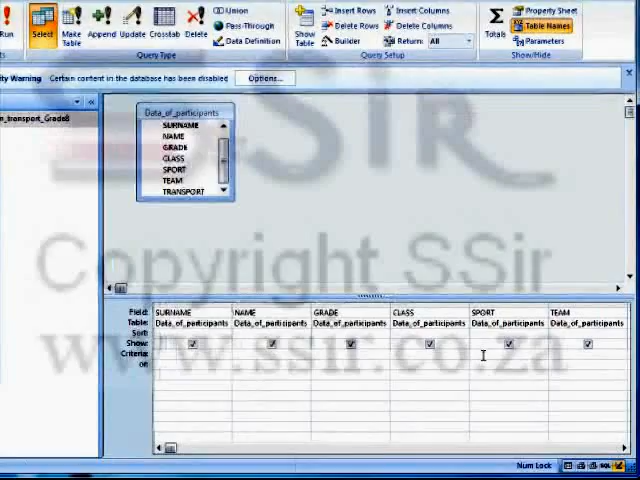 Union
Insert Rows
Insert Columns
Property Sheet
Pass-Through
Delete Rows
Delete Columns
Table Names
Run
Select
Make Table
Append
Update
Crosstab
Delete
Data Definition
Show Table
Builder
Return:
All
Totals
Parameters
Query Type
Query Setup
Show/Hide
Warning
Certain content in the database has been disabled
Options...
Data_of_participants
SURNAME
NAME
GRADE
CLASS
SPORT
TEAM
TRANSPORT
n_transport_Grade8
SSir
Copyright SSir
www.ssir.co.za
Field:
SURNAME
NAME
GRADE
CLASS
SPORT
TEAM
Table:
Data_of_participants
Data_of_participants
Data_of_participants
Data_of_participants
Data_of_participants
Data_of_participants
Sort:
Show:
Criteria:
or:
Num Lock
SQL